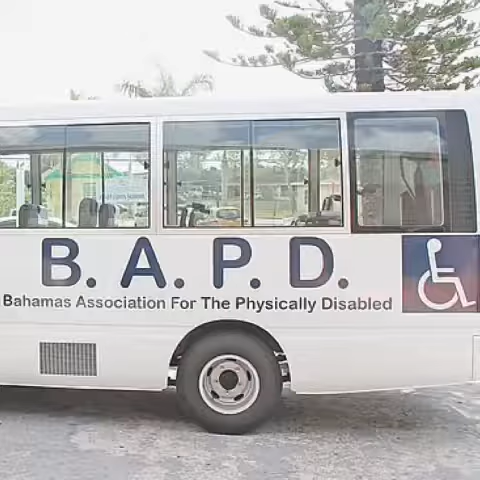 B. A. P. D.
Bahamas Association For The Physically Disabled